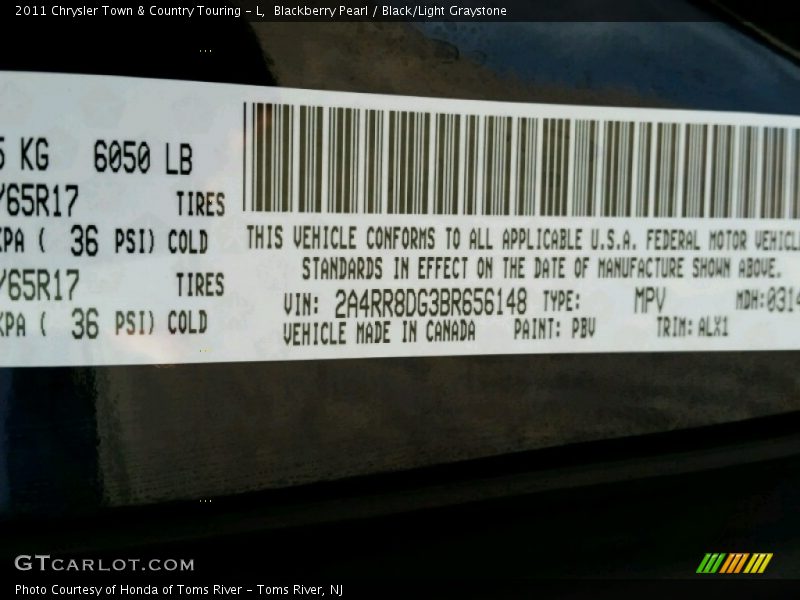 2011 Chrysler Town & Country Touring - L,  Blackberry Pearl / Black/Light Graystone
5 KG 6050 LB
/65R17 TIRES
KPA ( 36 PSI) COLD
/65R17 TIRES
KPA ( 36 PSI) COLD
THIS VEHICLE CONFORMS TO ALL APPLICABLE U.S.A. FEDERAL MOTOR VEHICLE
STANDARDS IN EFFECT ON THE DATE OF MANUFACTURE SHOWN ABOVE.
VIN: 2A4RR8DG3BR656148 TYPE: MPV MDH: 0314
VEHICLE MADE IN CANADA PAINT: PBV TRIM: ALX1
GTCARLOT.COM
Photo Courtesy of Honda of Toms River - Toms River, NJ